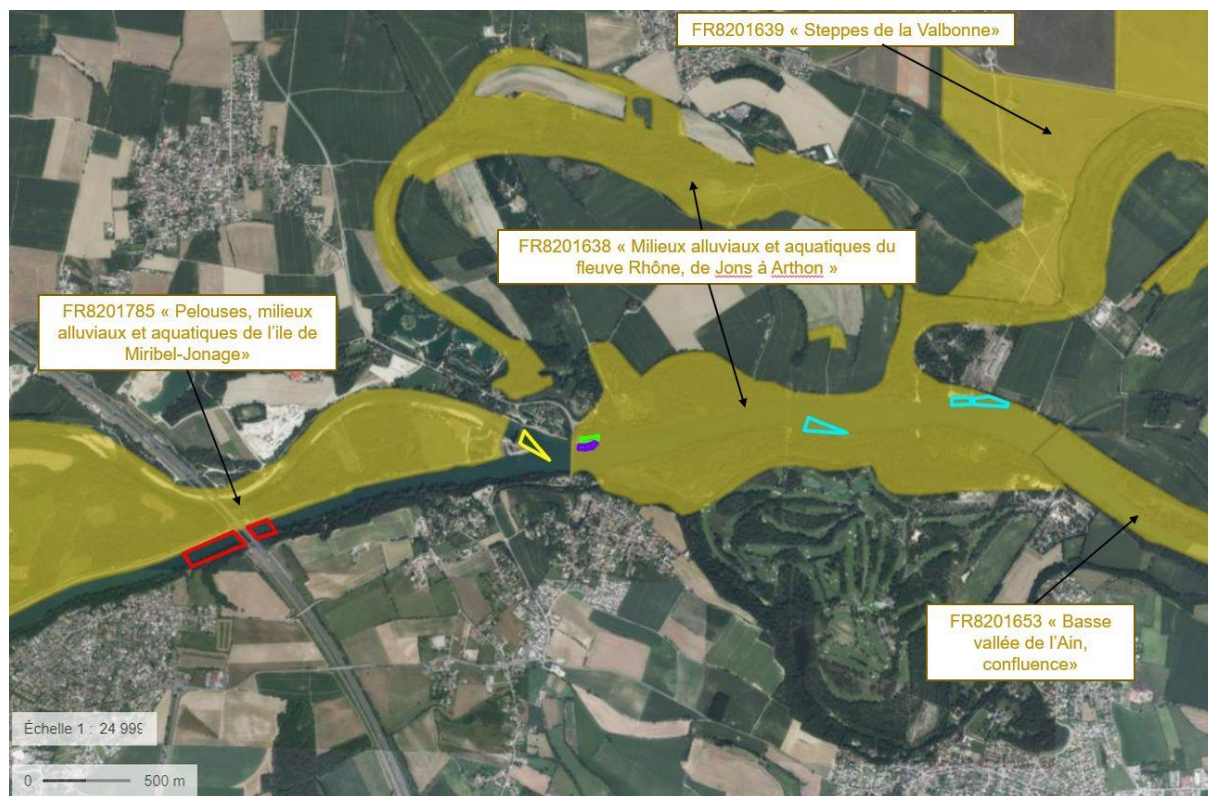 FR8201639 « Steppes de la Valbonne»
FR8201638 « Milieux alluviaux et aquatiques du
fleuve Rhône, de Jons à Arthon »
FR8201785 « Pelouses, milieux
alluviaux et aquatiques de l’ile de
Miribel-Jonage»
FR8201653 « Basse
vallée de l’Ain,
confluence»
Échelle 1 : 24 999
0 500 m